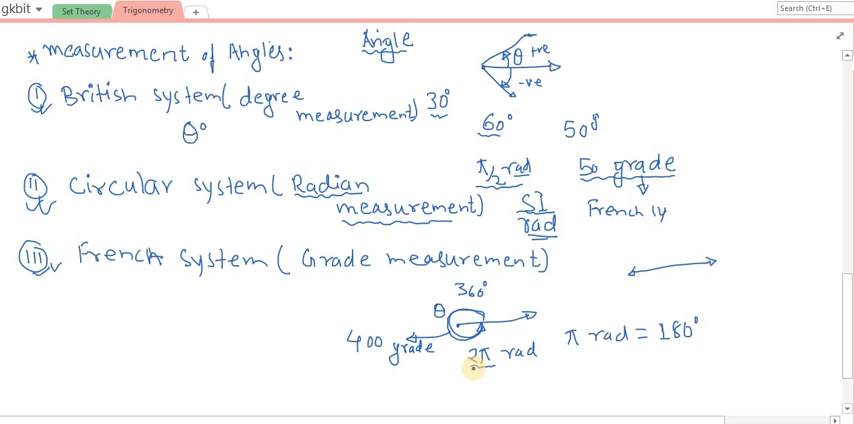 gkbit
Set Theory
Trigonometry
Search (Ctrl+E)
* Measurement of Angles:
Angle
θ +ve
-ve
I British system( degree measurement) 30°
θ°
60°
50g
II Circular system( Radian measurement)
π/2 rad
50 grade
SI
rad
French
III French system ( Grade measurement)
360°
θ
400 grade
2π rad
π rad = 180°